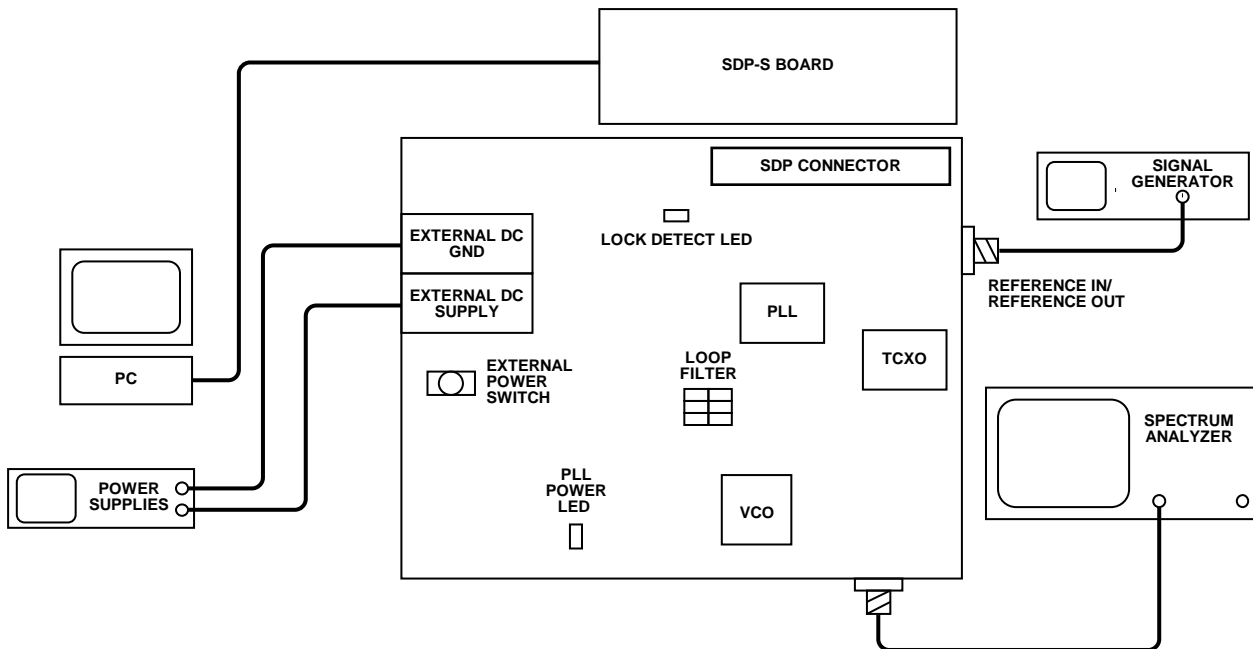 SDP-S BOARD
SDP CONNECTOR
SIGNAL
GENERATOR
LOCK DETECT LED
EXTERNAL DC
GND
EXTERNAL DC
SUPPLY
REFERENCE IN/
REFERENCE OUT
PLL
TCXO
LOOP
FILTER
EXTERNAL
POWER
SWITCH
PC
SPECTRUM
ANALYZER
POWER
SUPPLIES
PLL
POWER
LED
VCO